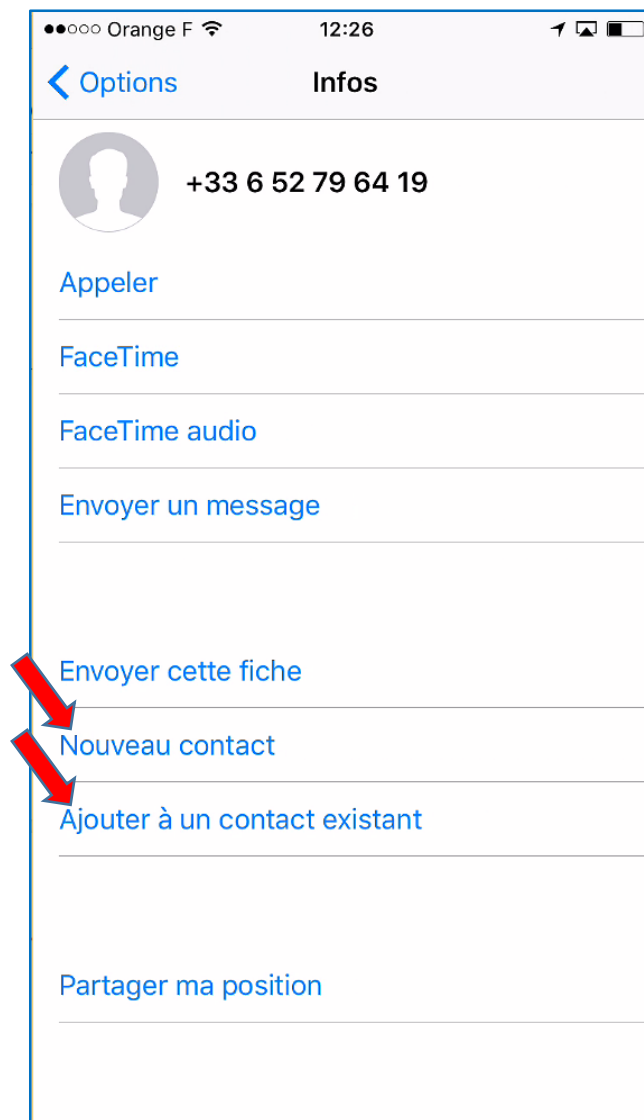 Orange F 12:26
Options Infos
+33 6 52 79 64 19
Appeler
FaceTime
FaceTime audio
Envoyer un message
Envoyer cette fiche
Nouveau contact
Ajouter à un contact existant
Partager ma position